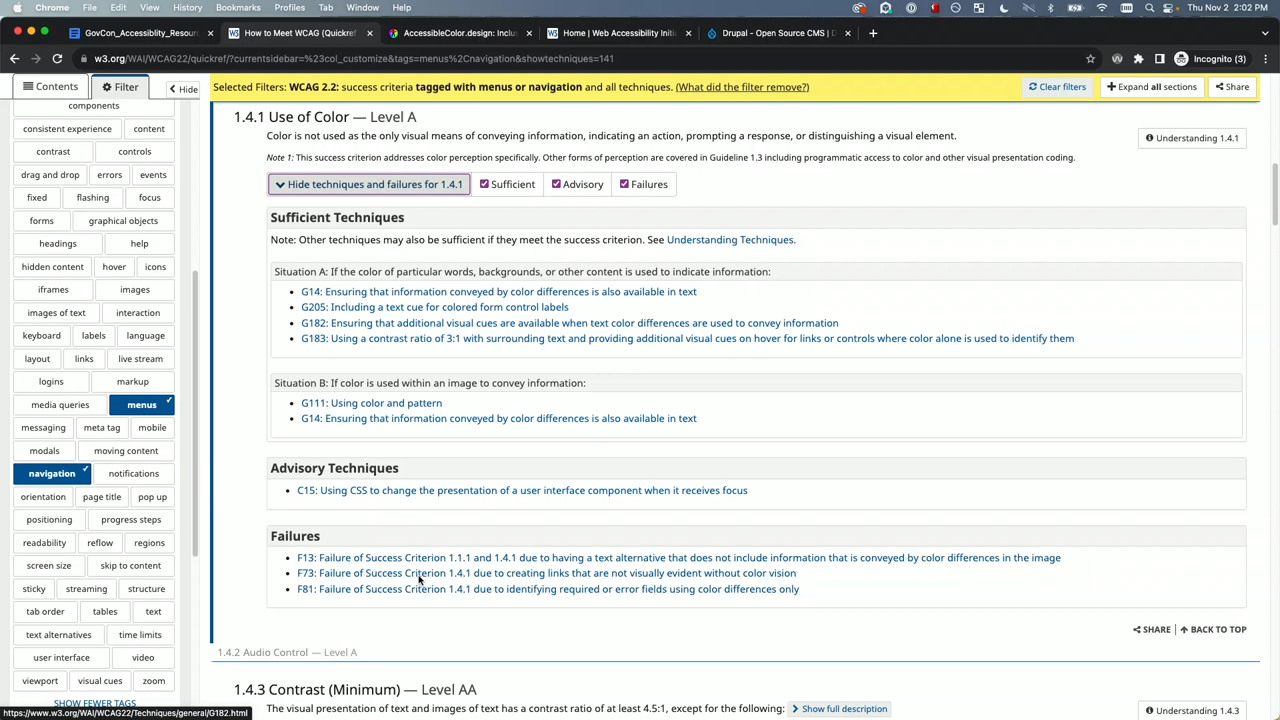 Chrome File Edit View History Bookmarks Profiles Tab Window Help Thu Nov 2 2:02 PM
GovCon_Accessiblity_Resour How to Meet WCAG (Quickref AccessibleColor.design: Inclus Home | Web Accessibility Initi Drupal - Open Source CMS | D
w3.org/WAI/WCAG22/quickref/?currentsidebar=%23col_customize&tags=menus%2Cnavigation&showtechniques=141 Incognito (3)
Contents Filter Hide
Selected Filters: WCAG 2.2: success criteria tagged with menus or navigation and all techniques. (What did the filter remove?) Clear filters Expand all sections Share
components
consistent experience content
contrast controls
drag and drop errors events
fixed flashing focus
forms graphical objects
headings help
hidden content hover icons
iframes images
images of text interaction
keyboard labels language
layout links live stream
logins markup
media queries menus
messaging meta tag mobile
modals moving content
navigation notifications
orientation page title pop up
positioning progress steps
readability reflow regions
screen size skip to content
sticky streaming structure
tab order tables text
text alternatives time limits
user interface video
viewport visual cues zoom
SHOW FEWER TAGS
1.4.1 Use of Color — Level A
Color is not used as the only visual means of conveying information, indicating an action, prompting a response, or distinguishing a visual element.
Understanding 1.4.1
Note 1: This success criterion addresses color perception specifically. Other forms of perception are covered in Guideline 1.3 including programmatic access to color and other visual presentation coding.
Hide techniques and failures for 1.4.1 Sufficient Advisory Failures
Sufficient Techniques
Note: Other techniques may also be sufficient if they meet the success criterion. See Understanding Techniques.
Situation A: If the color of particular words, backgrounds, or other content is used to indicate information:
G14: Ensuring that information conveyed by color differences is also available in text
G205: Including a text cue for colored form control labels
G182: Ensuring that additional visual cues are available when text color differences are used to convey information
G183: Using a contrast ratio of 3:1 with surrounding text and providing additional visual cues on hover for links or controls where color alone is used to identify them
Situation B: If color is used within an image to convey information:
G111: Using color and pattern
G14: Ensuring that information conveyed by color differences is also available in text
Advisory Techniques
C15: Using CSS to change the presentation of a user interface component when it receives focus
Failures
F13: Failure of Success Criterion 1.1.1 and 1.4.1 due to having a text alternative that does not include information that is conveyed by color differences in the image
F73: Failure of Success Criterion 1.4.1 due to creating links that are not visually evident without color vision
F81: Failure of Success Criterion 1.4.1 due to identifying required or error fields using color differences only
SHARE BACK TO TOP
1.4.2 Audio Control — Level A
1.4.3 Contrast (Minimum) — Level AA
The visual presentation of text and images of text has a contrast ratio of at least 4.5:1, except for the following: Show full description
Understanding 1.4.3
https://www.w3.org/WAI/WCAG22/Techniques/general/G182.html